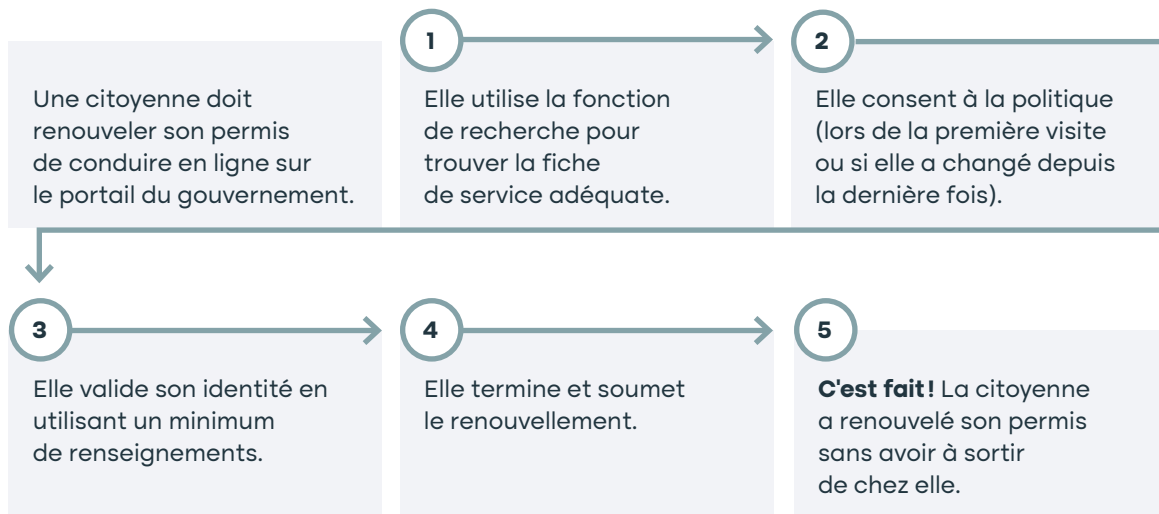 Une citoyenne doit
renouveler son permis
de conduire en ligne sur
le portail du gouvernement.
1
Elle utilise la fonction
de recherche pour
trouver la fiche
de service adéquate.
2
Elle consent à la politique
(lors de la première visite
ou si elle a changé depuis
la dernière fois).
3
Elle valide son identité en
utilisant un minimum
de renseignements.
4
Elle termine et soumet
le renouvellement.
5
C'est fait! La citoyenne
a renouvelé son permis
sans avoir à sortir
de chez elle.